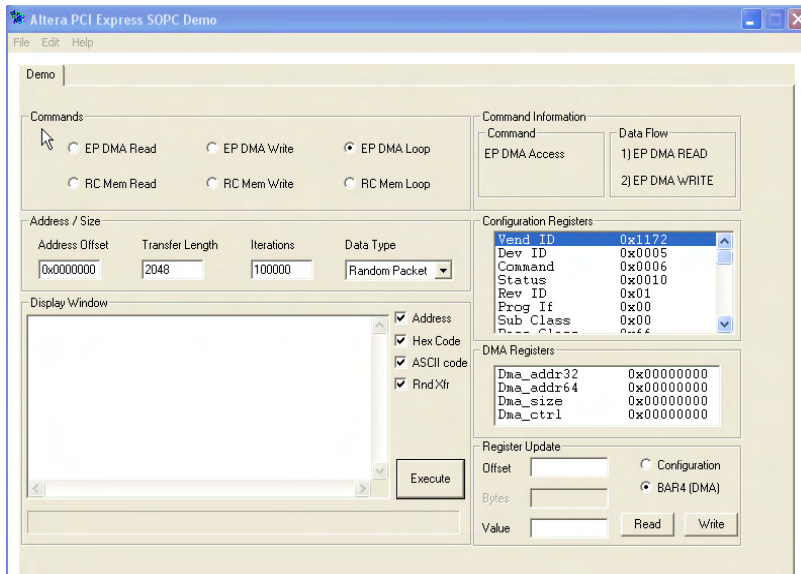 Altera PCI Express SOPC Demo
File Edit Help
Demo
Commands
EP DMA Read EP DMA Write EP DMA Loop
RC Mem Read RC Mem Write RC Mem Loop
Command Information
Command Data Flow
EP DMA Access 1) EP DMA READ
2) EP DMA WRITE
Address / Size
Address Offset Transfer Length Iterations Data Type
0x0000000 2048 100000 Random Packet
Configuration Registers
Vend ID 0x1172
Dev ID 0x0005
Command 0x0006
Status 0x0010
Rev ID 0x01
Prog If 0x00
Sub Class 0x00
Display Window
Address
Hex Code
ASCII code
Rnd Xfr
Execute
DMA Registers
Dma_addr32 0x00000000
Dma_addr64 0x00000000
Dma_size 0x00000000
Dma_ctrl 0x00000000
Register Update
Offset Configuration
Bytes BAR4 (DMA)
Value Read Write